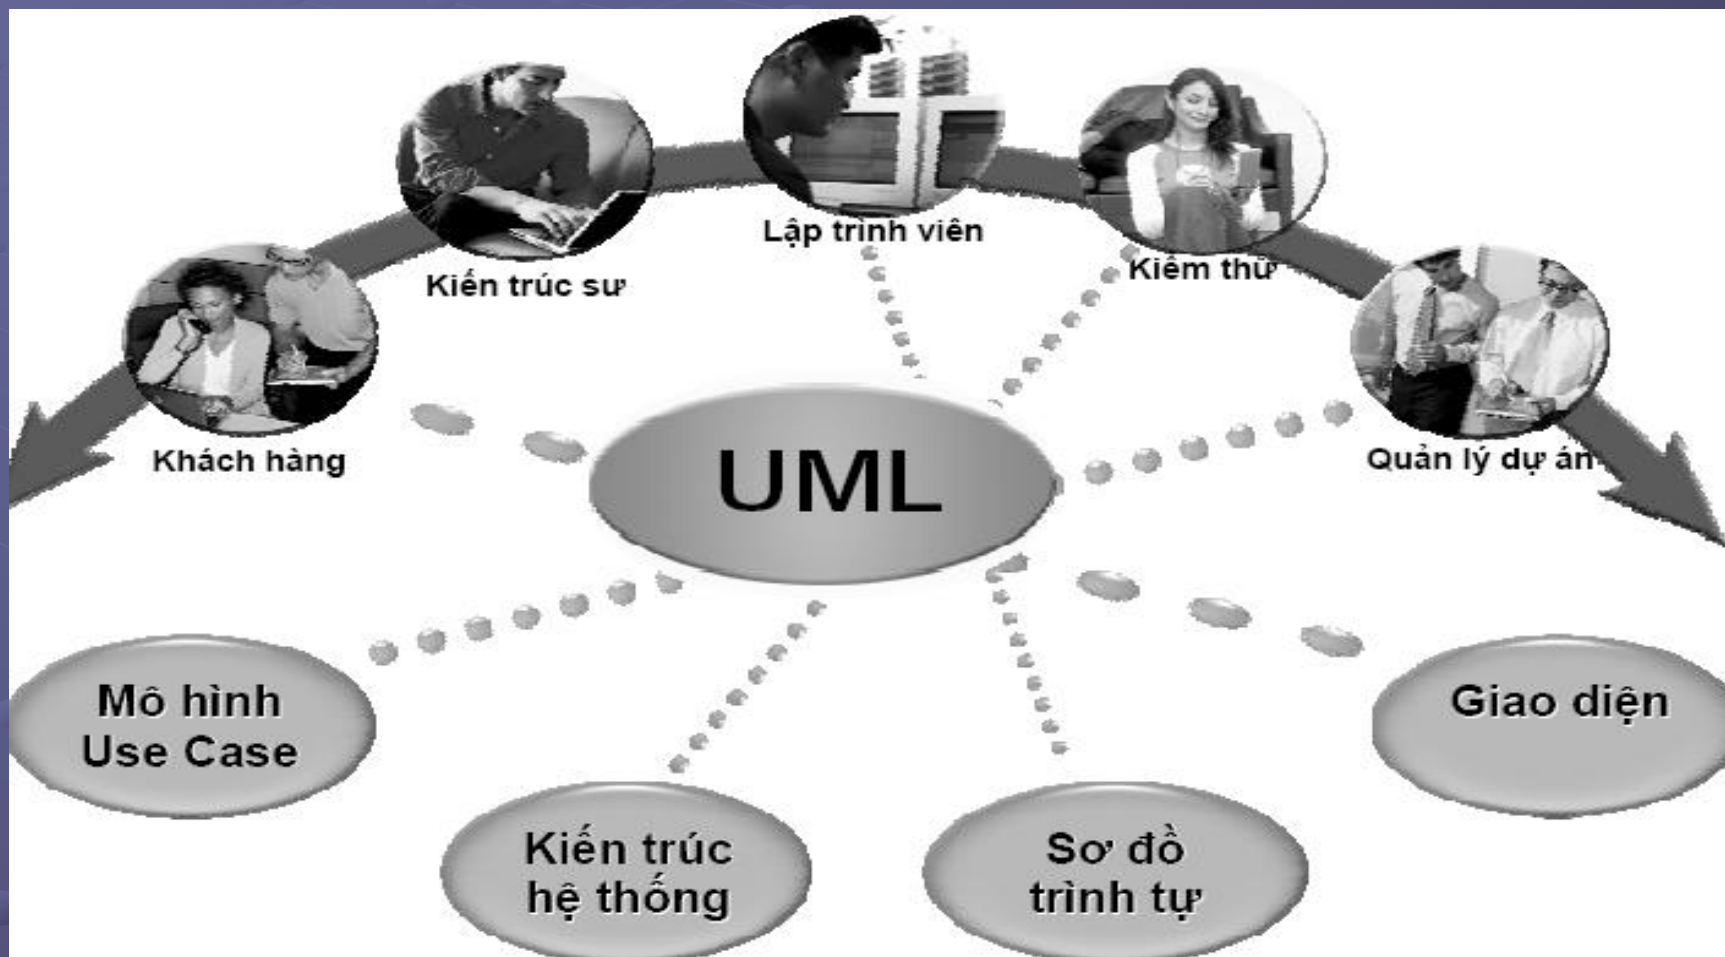 Lập trình viên
Kiểm thử
Kiến trúc sư
Khách hàng
UML
Quản lý dự án
Mô hình
Use Case
Giao diện
Kiến trúc
hệ thống
Sơ đồ
trình tự